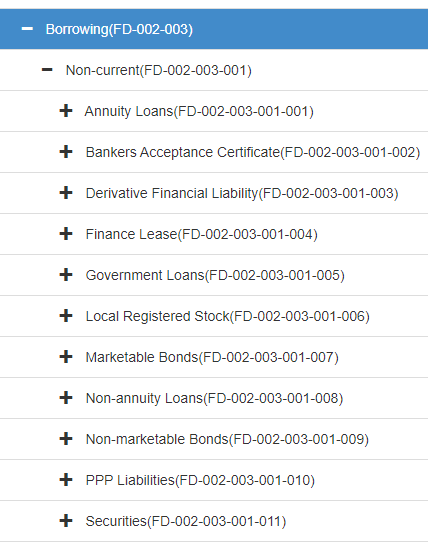 Borrowing(FD-002-003)
Non-current(FD-002-003-001)
Annuity Loans(FD-002-003-001-001)
Bankers Acceptance Certificate(FD-002-003-001-002)
Derivative Financial Liability(FD-002-003-001-003)
Finance Lease(FD-002-003-001-004)
Government Loans(FD-002-003-001-005)
Local Registered Stock(FD-002-003-001-006)
Marketable Bonds(FD-002-003-001-007)
Non-annuity Loans(FD-002-003-001-008)
Non-marketable Bonds(FD-002-003-001-009)
PPP Liabilities(FD-002-003-001-010)
Securities(FD-002-003-001-011)